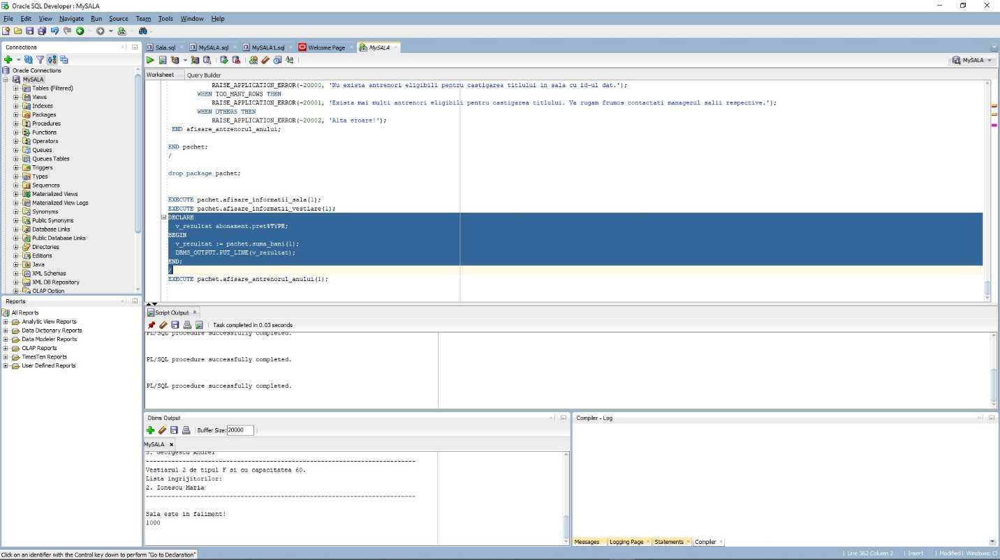 Oracle SQL Developer : MySALA
File Edit View Navigate Run Source Team Tools Window Help
Connections
Oracle Connections
MySALA
Tables (Filtered)
Views
Indexes
Packages
Procedures
Functions
Operators
Queues
Queues Tables
Triggers
Types
Sequences
Materialized Views
Materialized View Logs
Synonyms
Public Synonyms
Database Links
Public Database Links
Directories
Editions
Java
XML Schemas
XML DB Repository
OLAP Option
Reports
All Reports
Analytic View Reports
Data Dictionary Reports
Data Modeler Reports
OLAP Reports
TimesTen Reports
User Defined Reports
Sala.sql MySALA.sql MySALA1.sql Welcome Page MySALA
MySALA
Worksheet Query Builder
RAISE_APPLICATION_ERROR(-20000, 'Nu exista antrenori eligibili pentru castigarea titlului in sala cu id-ul dat.');
WHEN TOO_MANY_ROWS THEN
RAISE_APPLICATION_ERROR(-20001, 'Exista mai multi antrenori eligibili pentru castigarea titlului. Va rugam frumos contactati managerul salii respective.');
WHEN OTHERS THEN
RAISE_APPLICATION_ERROR(-20002, 'Alta eroare!');
END afisare_antrenorul_anului;
END pachet;
/
drop package pachet;
EXECUTE pachet.afisare_informatii_sala(1);
EXECUTE pachet.afisare_informatii_vestiare(1);
DECLARE
v_rezultat abonament.pret%TYPE;
BEGIN
v_rezultat := pachet.suma_bani(1);
DBMS_OUTPUT.PUT_LINE(v_rezultat);
END;
/
EXECUTE pachet.afisare_antrenorul_anului(1);
Script Output
Task completed in 0.03 seconds
PL/SQL procedure successfully completed.
PL/SQL procedure successfully completed.
PL/SQL procedure successfully completed.
Dbms Output
Buffer Size: 20000
MySALA
3. Georgescu Andrei
---------------------------------------------------------------------------
Vestiarul 2 de tipul F si cu capacitatea 60.
Lista ingrijitorilor:
2. Ionescu Maria
---------------------------------------------------------------------------
Sala este in faliment!
1000
Compiler - Log
Messages Logging Page Statements Compiler
Click on an identifier with the Control key down to perform "Go to Declaration"
Line 362 Column 2 | Insert | Modified | Windows: Cl